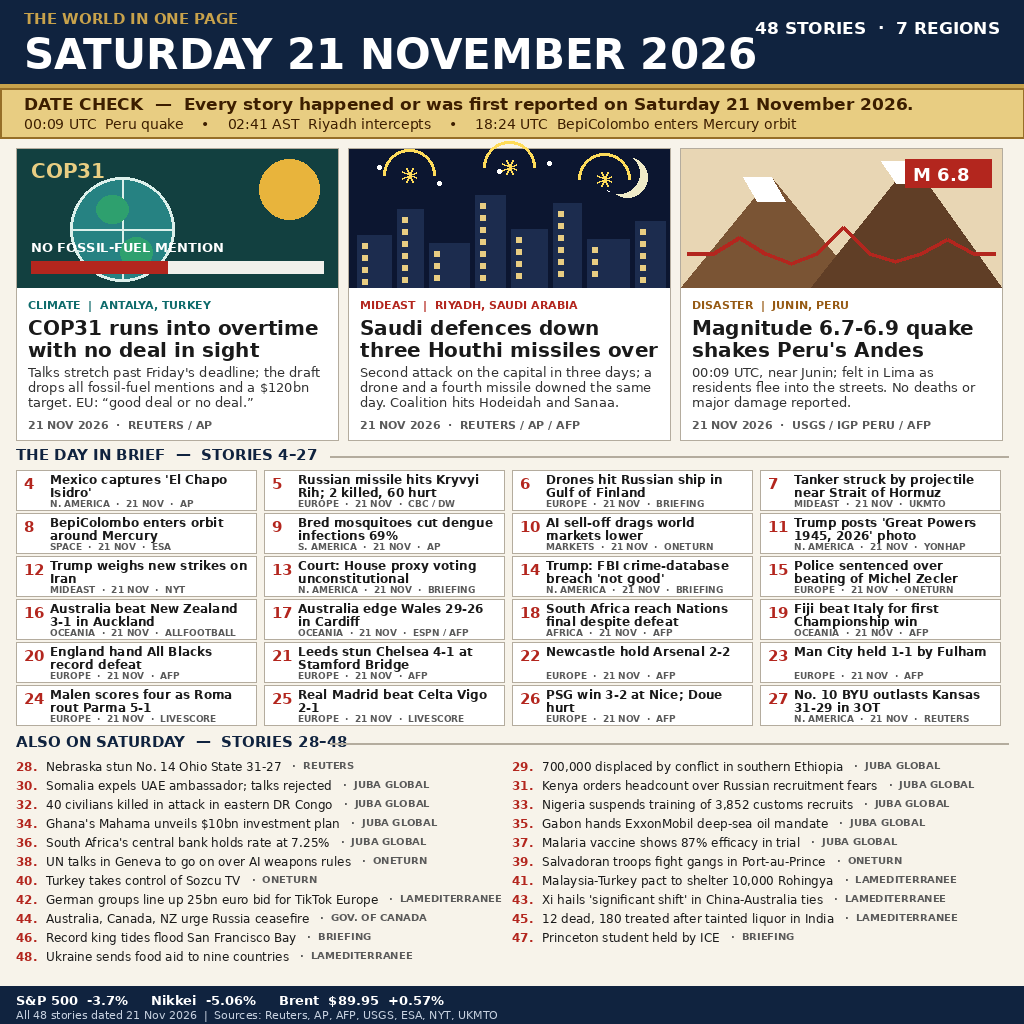 THE WORLD IN ONE PAGE
48 STORIES · 7 REGIONS
SATURDAY 21 NOVEMBER 2026
DATE CHECK — Every story happened or was first reported on Saturday 21 November 2026.
00:09 UTC Peru quake • 02:41 AST Riyadh intercepts • 18:24 UTC BepiColombo enters Mercury orbit
COP31
NO FOSSIL-FUEL MENTION
CLIMATE | ANTALYA, TURKEY
COP31 runs into overtime
with no deal in sight
Talks stretch past Friday's deadline; the draft
drops all fossil-fuel mentions and a $120bn
target. EU: “good deal or no deal.”
21 NOV 2026 · REUTERS / AP
MIDEAST | RIYADH, SAUDI ARABIA
Saudi defences down
three Houthi missiles over
Second attack on the capital in three days; a
drone and a fourth missile downed the same
day. Coalition hits Hodeidah and Sanaa.
21 NOV 2026 · REUTERS / AP / AFP
M 6.8
DISASTER | JUNIN, PERU
Magnitude 6.7-6.9 quake
shakes Peru's Andes
00:09 UTC, near Junin; felt in Lima as
residents flee into the streets. No deaths or
major damage reported.
21 NOV 2026 · USGS / IGP PERU / AFP
THE DAY IN BRIEF — STORIES 4–27
4 Mexico captures 'El Chapo
Isidro'
N. AMERICA · 21 NOV · AP
5 Russian missile hits Kryvyi
Rih; 2 killed, 60 hurt
EUROPE · 21 NOV · CBC / DW
6 Drones hit Russian ship in
Gulf of Finland
EUROPE · 21 NOV · BRIEFING
7 Tanker struck by projectile
near Strait of Hormuz
MIDEAST · 21 NOV · UKMTO
8 BepiColombo enters orbit
around Mercury
SPACE · 21 NOV · ESA
9 Bred mosquitoes cut dengue
infections 69%
S. AMERICA · 21 NOV · AP
10 AI sell-off drags world
markets lower
MARKETS · 21 NOV · ONETURN
11 Trump posts 'Great Powers
1945, 2026' photo
N. AMERICA · 21 NOV · YONHAP
12 Trump weighs new strikes on
Iran
MIDEAST · 21 NOV · NYT
13 Court: House proxy voting
unconstitutional
N. AMERICA · 21 NOV · BRIEFING
14 Trump: FBI crime-database
breach 'not good'
N. AMERICA · 21 NOV · BRIEFING
15 Police sentenced over
beating of Michel Zecler
EUROPE · 21 NOV · ONETURN
16 Australia beat New Zealand
3-1 in Auckland
OCEANIA · 21 NOV · ALLFOOTBALL
17 Australia edge Wales 29-26
in Cardiff
OCEANIA · 21 NOV · ESPN / AFP
18 South Africa reach Nations
final despite defeat
AFRICA · 21 NOV · AFP
19 Fiji beat Italy for first
Championship win
OCEANIA · 21 NOV · AFP
20 England hand All Blacks
record defeat
EUROPE · 21 NOV · AFP
21 Leeds stun Chelsea 4-1 at
Stamford Bridge
EUROPE · 21 NOV · AFP
22 Newcastle hold Arsenal 2-2
EUROPE · 21 NOV · AFP
23 Man City held 1-1 by Fulham
EUROPE · 21 NOV · AFP
24 Malen scores four as Roma
rout Parma 5-1
EUROPE · 21 NOV · LIVESCORE
25 Real Madrid beat Celta Vigo
2-1
EUROPE · 21 NOV · LIVESCORE
26 PSG win 3-2 at Nice; Doue
hurt
EUROPE · 21 NOV · AFP
27 No. 10 BYU outlasts Kansas
31-29 in 3OT
N. AMERICA · 21 NOV · REUTERS
ALSO ON SATURDAY — STORIES 28–48
28. Nebraska stun No. 14 Ohio State 31-27 · REUTERS
29. 700,000 displaced by conflict in southern Ethiopia · JUBA GLOBAL
30. Somalia expels UAE ambassador; talks rejected · JUBA GLOBAL
31. Kenya orders headcount over Russian recruitment fears · JUBA GLOBAL
32. 40 civilians killed in attack in eastern DR Congo · JUBA GLOBAL
33. Nigeria suspends training of 3,852 customs recruits · JUBA GLOBAL
34. Ghana's Mahama unveils $10bn investment plan · JUBA GLOBAL
35. Gabon hands ExxonMobil deep-sea oil mandate · JUBA GLOBAL
36. South Africa's central bank holds rate at 7.25% · JUBA GLOBAL
37. Malaria vaccine shows 87% efficacy in trial · JUBA GLOBAL
38. UN talks in Geneva to go on over AI weapons rules · ONETURN
39. Salvadoran troops fight gangs in Port-au-Prince · ONETURN
40. Turkey takes control of Sozcu TV · ONETURN
41. Malaysia-Turkey pact to shelter 10,000 Rohingya · LAMEDITERRANEE
42. German groups line up 25bn euro bid for TikTok Europe · LAMEDITERRANEE
43. Xi hails 'significant shift' in China-Australia ties · LAMEDITERRANEE
44. Australia, Canada, NZ urge Russia ceasefire · GOV. OF CANADA
45. 12 dead, 180 treated after tainted liquor in India · LAMEDITERRANEE
46. Record king tides flood San Francisco Bay · BRIEFING
47. Princeton student held by ICE · BRIEFING
48. Ukraine sends food aid to nine countries · LAMEDITERRANEE
S&P 500 -3.7% Nikkei -5.06% Brent $89.95 +0.57%
All 48 stories dated 21 Nov 2026 | Sources: Reuters, AP, AFP, USGS, ESA, NYT, UKMTO